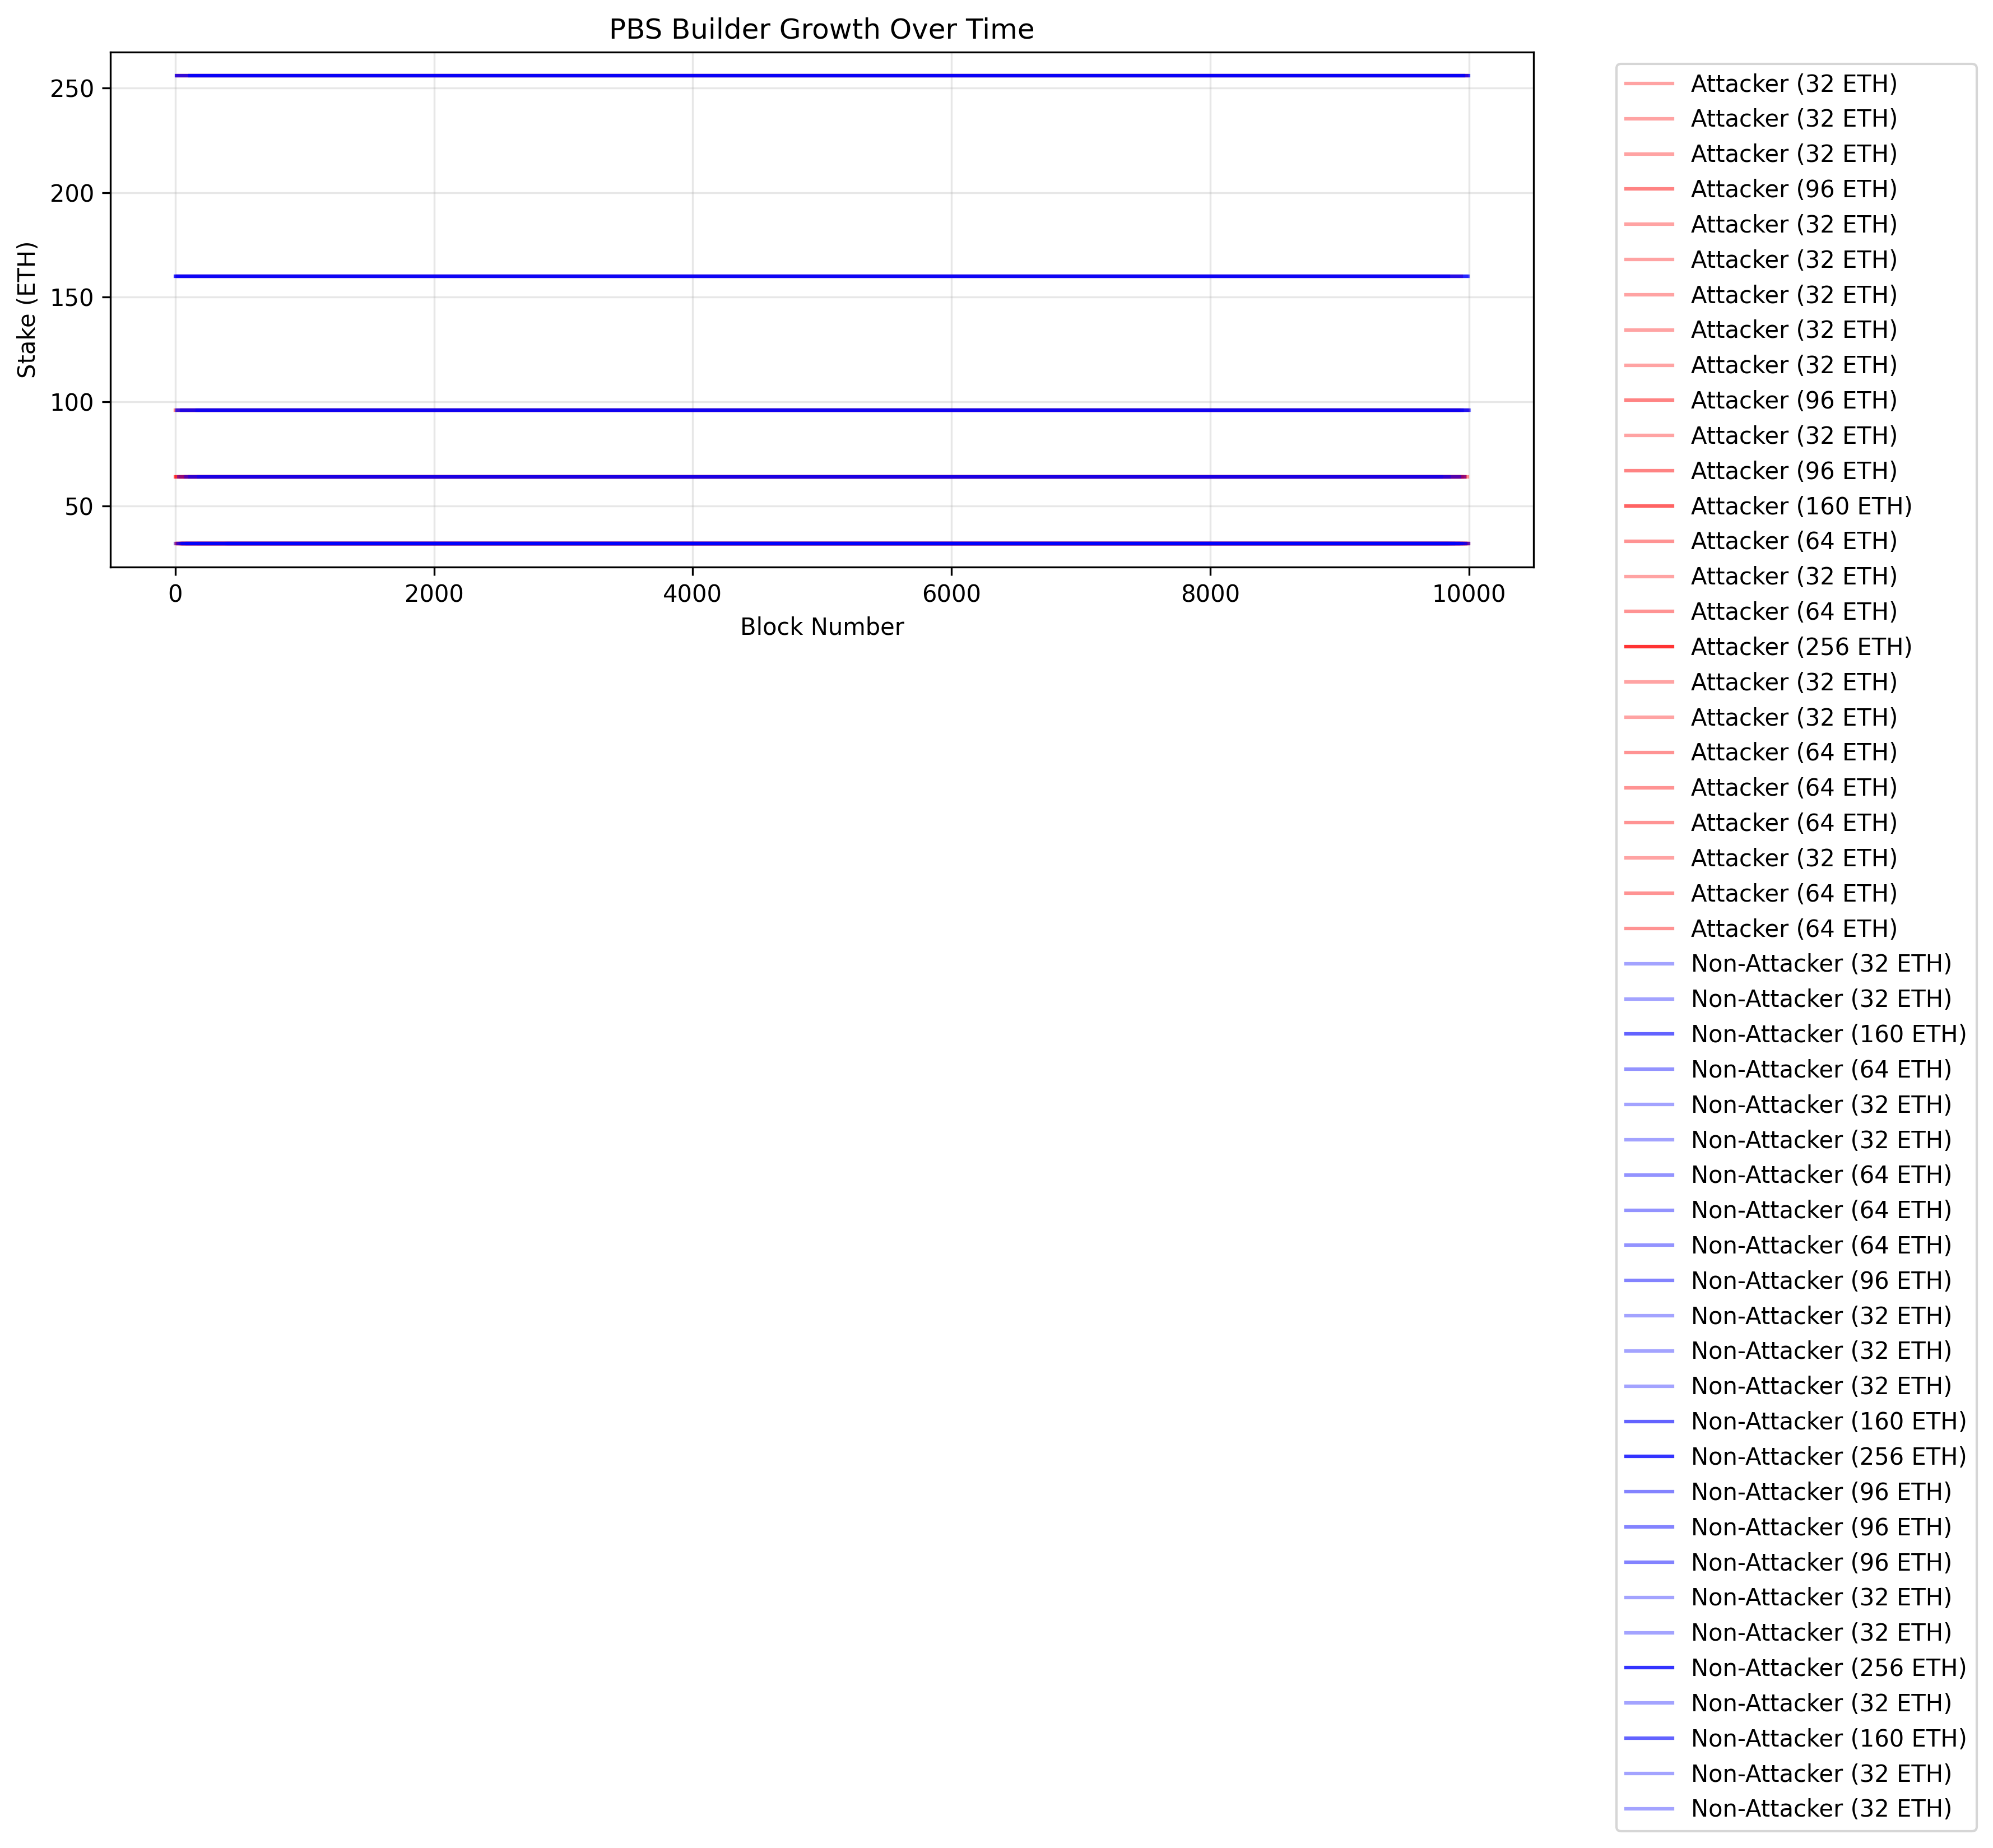 PBS Builder Growth Over Time
Stake (ETH)
250
200
150
100
50
0
2000
4000
6000
8000
10000
Block Number
Attacker (32 ETH)
Attacker (32 ETH)
Attacker (32 ETH)
Attacker (96 ETH)
Attacker (32 ETH)
Attacker (32 ETH)
Attacker (32 ETH)
Attacker (32 ETH)
Attacker (32 ETH)
Attacker (96 ETH)
Attacker (32 ETH)
Attacker (96 ETH)
Attacker (160 ETH)
Attacker (64 ETH)
Attacker (32 ETH)
Attacker (64 ETH)
Attacker (256 ETH)
Attacker (32 ETH)
Attacker (32 ETH)
Attacker (64 ETH)
Attacker (64 ETH)
Attacker (64 ETH)
Attacker (32 ETH)
Attacker (64 ETH)
Attacker (64 ETH)
Non-Attacker (32 ETH)
Non-Attacker (32 ETH)
Non-Attacker (160 ETH)
Non-Attacker (64 ETH)
Non-Attacker (32 ETH)
Non-Attacker (32 ETH)
Non-Attacker (64 ETH)
Non-Attacker (64 ETH)
Non-Attacker (64 ETH)
Non-Attacker (96 ETH)
Non-Attacker (32 ETH)
Non-Attacker (32 ETH)
Non-Attacker (32 ETH)
Non-Attacker (160 ETH)
Non-Attacker (256 ETH)
Non-Attacker (96 ETH)
Non-Attacker (96 ETH)
Non-Attacker (96 ETH)
Non-Attacker (32 ETH)
Non-Attacker (32 ETH)
Non-Attacker (256 ETH)
Non-Attacker (32 ETH)
Non-Attacker (160 ETH)
Non-Attacker (32 ETH)
Non-Attacker (32 ETH)